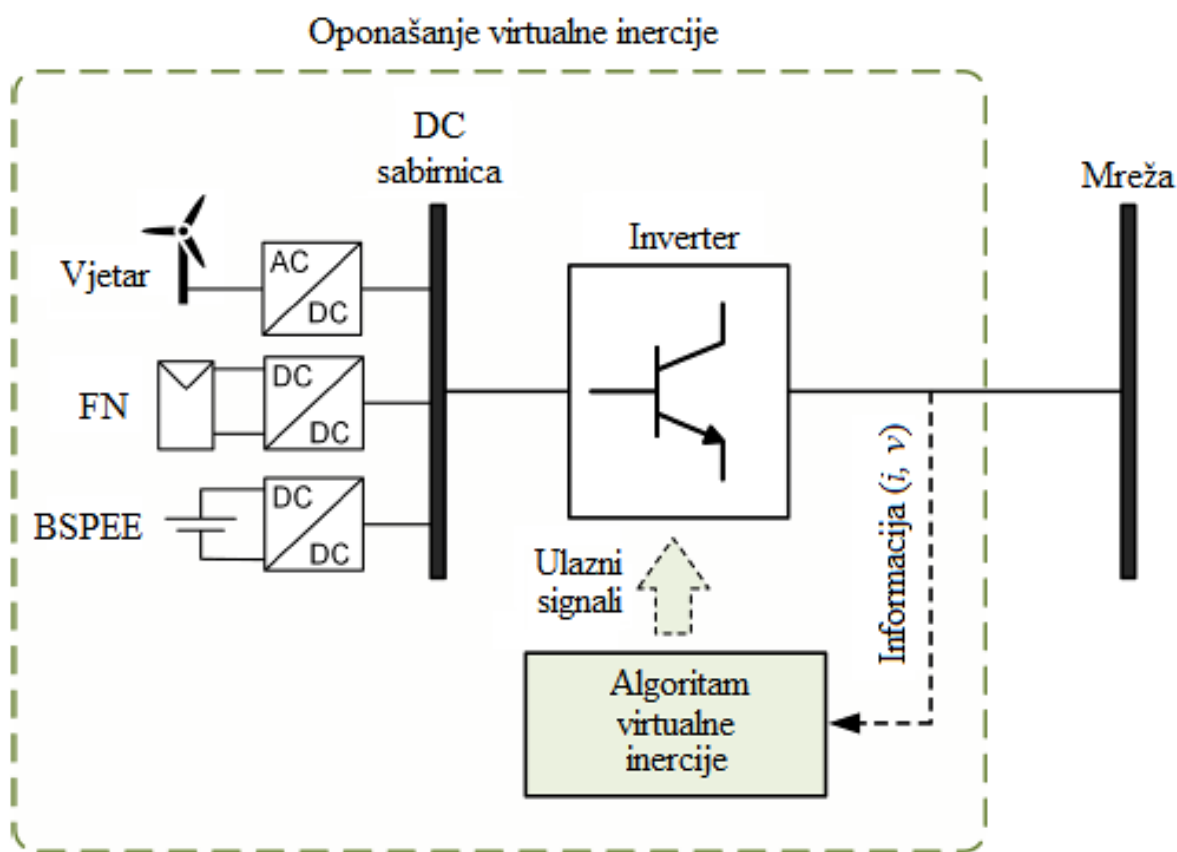 Oponašanje virtualne inercije
DC
sabirnica
Mreža
Inverter
Vjetar
AC
DC
FN
DC
DC
BSPEE
DC
DC
Ulazni
signali
Informacija (i, v)
Algoritam
virtualne
inercije